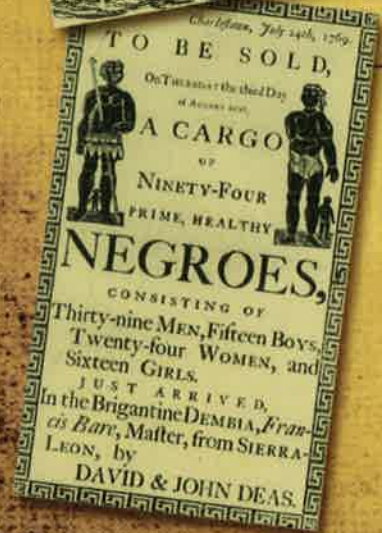 Charlestown, July 24th, 1769.
TO BE SOLD,
On THURSDAY the third Day
of AUGUST next,
A CARGO
OF
NINETY-FOUR
PRIME, HEALTHY
NEGROES,
CONSISTING OF
Thirty-nine MEN, Fifteen BOYS,
Twenty-four WOMEN, and
Sixteen GIRLS.
JUST ARRIVED,
In the Brigantine DEMBIA, Fran-
cis Bare, Master, from SIERRA-
LEON, by
DAVID & JOHN DEAS.